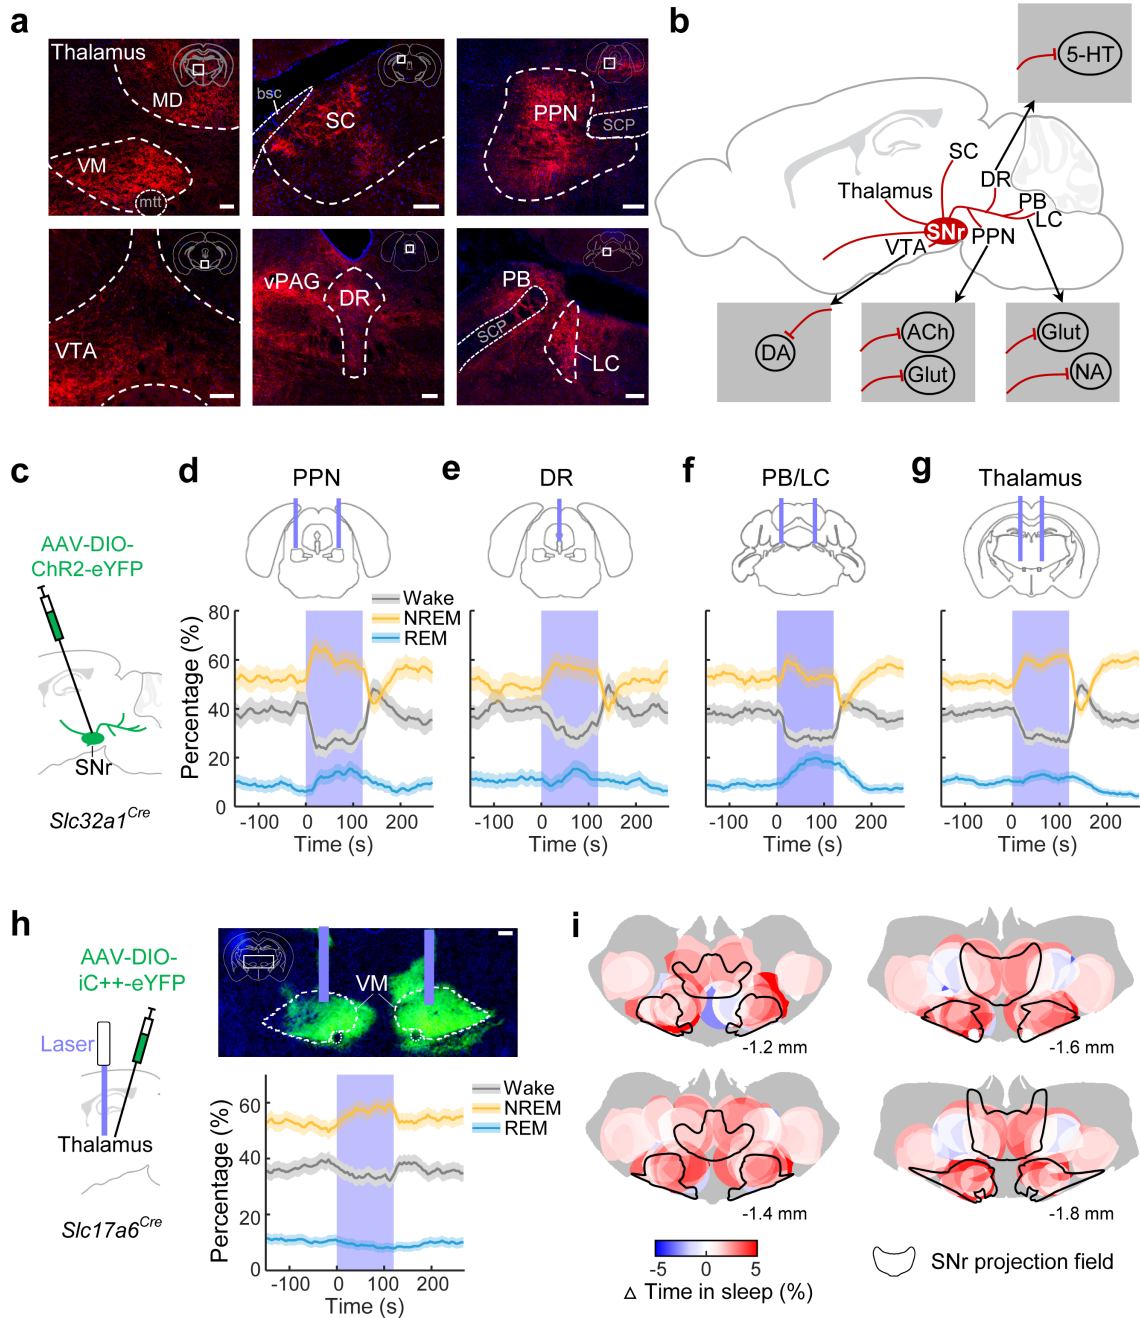 a
Thalamus
MD
VM
mtt
bsc
SC
PPN
SCP
VTA
vPAG
DR
PB
SCP
LC
b
5-HT
SC
DR
Thalamus
PB
LC
SNr
PPN
VTA
DA
ACh
Glut
Glut
NA
c
AAV-DIO-
ChR2-eYFP
SNr
Slc32a1Cre
d
PPN
Wake
NREM
REM
Percentage (%)
80
60
40
20
0
-100 0 100 200
Time (s)
e
DR
Wake
NREM
REM
-100 0 100 200
Time (s)
f
PB/LC
-100 0 100 200
Time (s)
g
Thalamus
-100 0 100 200
Time (s)
h
AAV-DIO-
iC++-eYFP
Laser
Thalamus
Slc17a6Cre
VM
Wake
NREM
REM
Percentage (%)
60
40
20
0
-100 0 100 200
Time (s)
i
-1.2 mm
-1.6 mm
-1.4 mm
-1.8 mm
-5 0 5
Δ Time in sleep (%)
SNr projection field